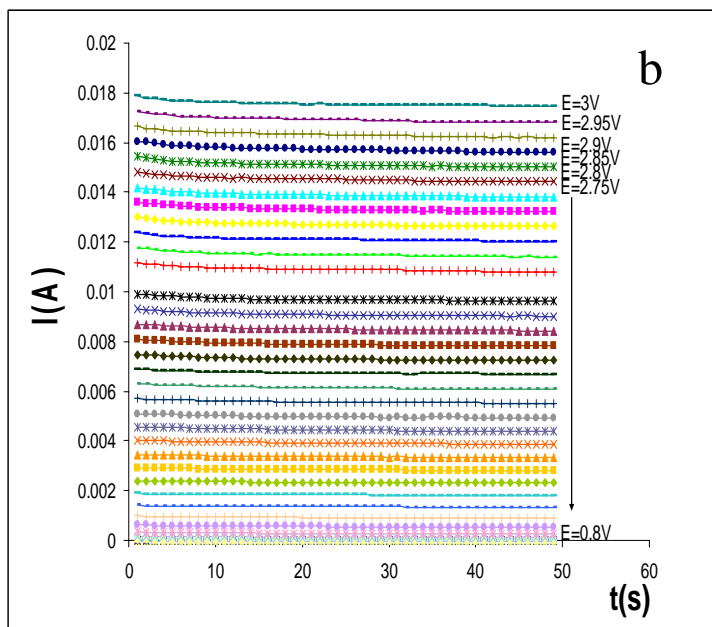 b
I(A)
0.02
0.018
0.016
0.014
0.012
0.01
0.008
0.006
0.004
0.002
0
E=3V
E=2.95V
E=2.9V
E=2.85V
E=2.8V
E=2.75V
E=0.8V
0 10 20 30 40 50 60
t(s)